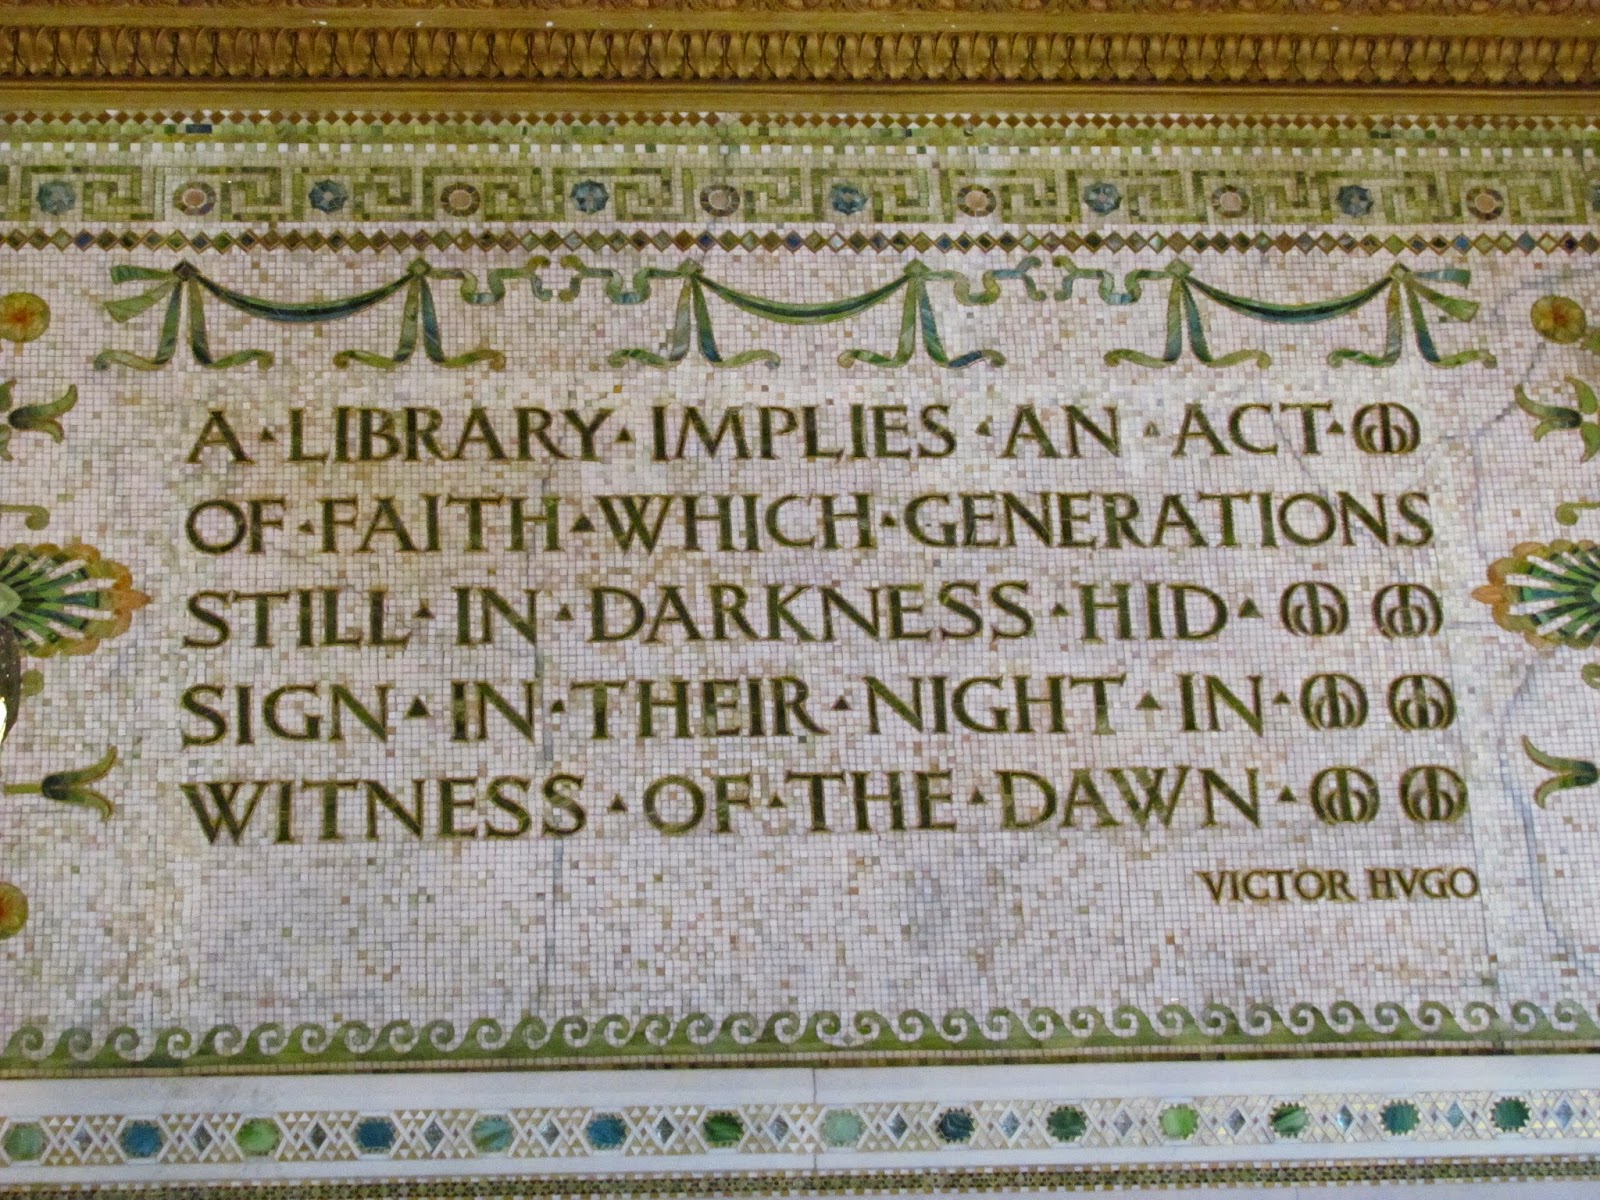 A · LIBRARY · IMPLIES · AN · ACT ·
OF · FAITH · WHICH · GENERATIONS
STILL · IN · DARKNESS · HID ·
SIGN · IN · THEIR · NIGHT · IN ·
WITNESS · OF · THE · DAWN ·
VICTOR HVGO